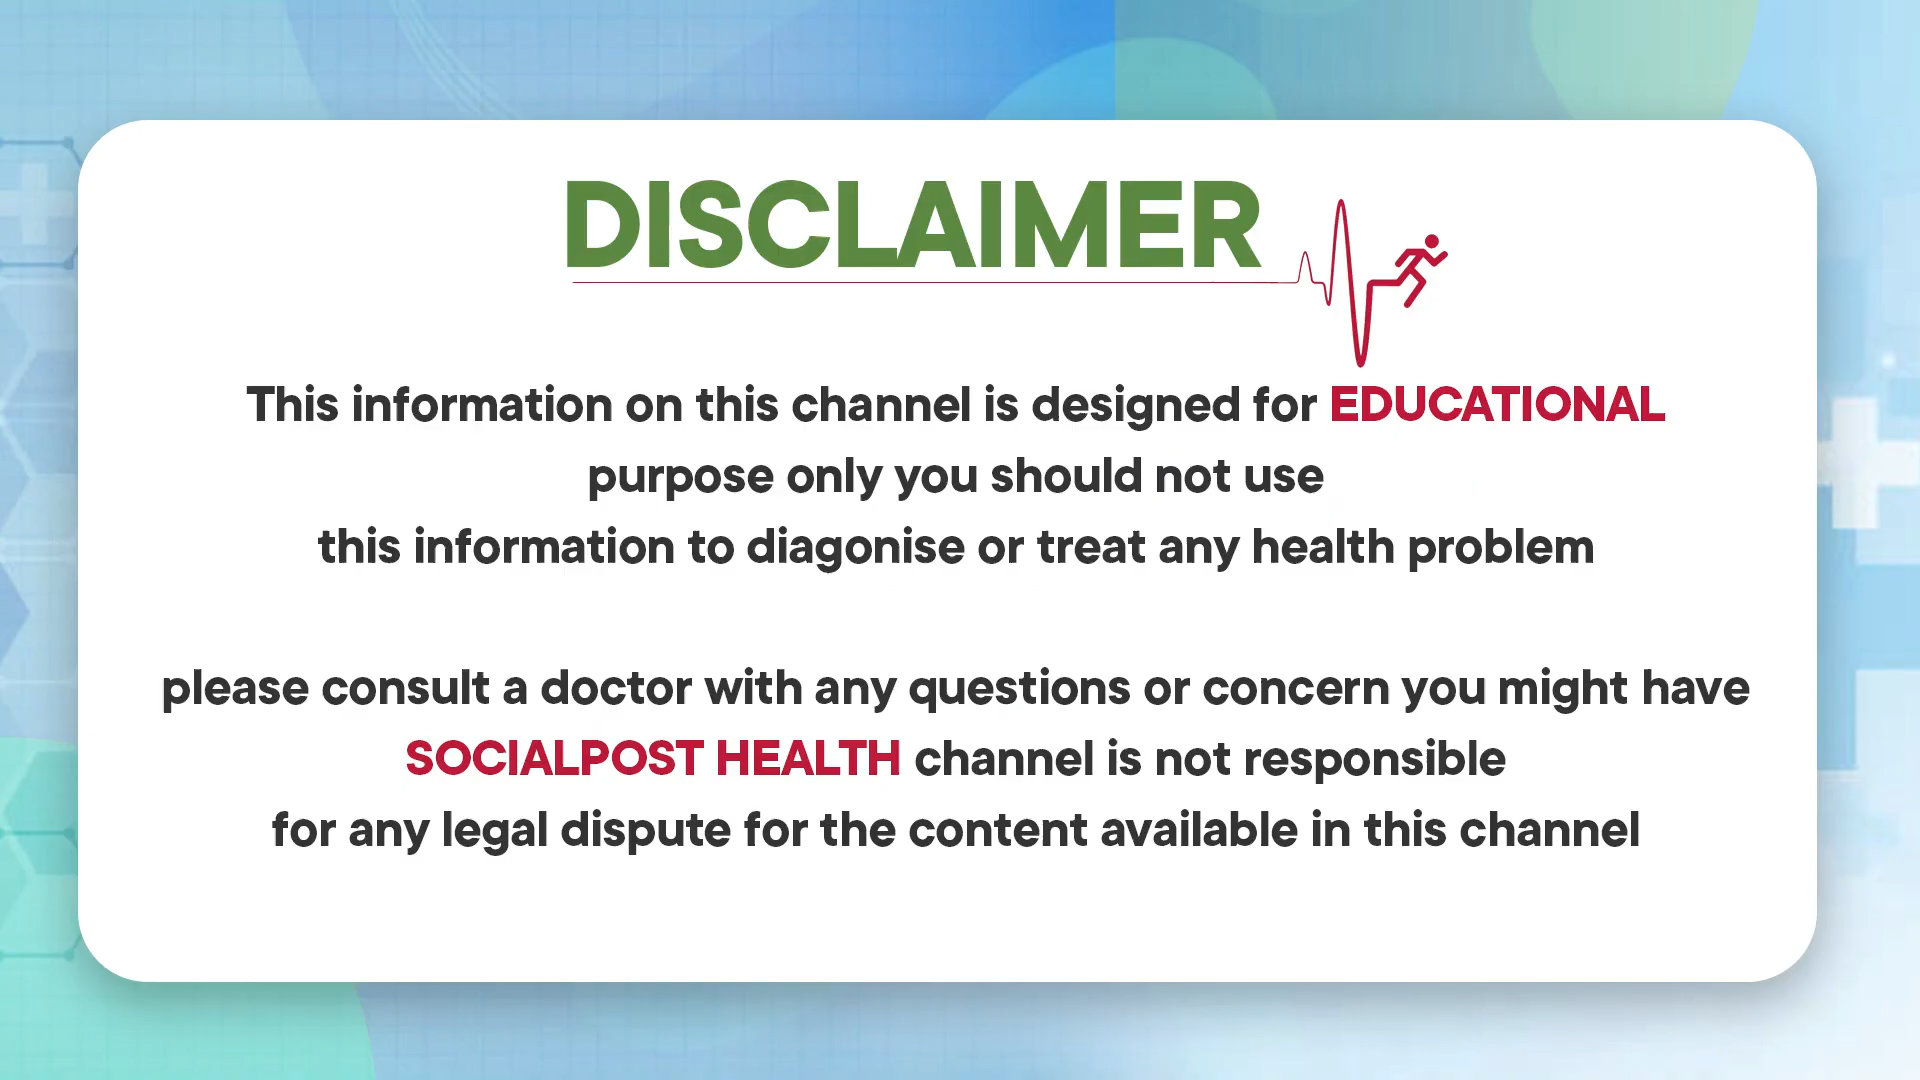 DISCLAIMER
This information on this channel is designed for EDUCATIONAL
purpose only you should not use
this information to diagonise or treat any health problem
please consult a doctor with any questions or concern you might have
SOCIALPOST HEALTH channel is not responsible
for any legal dispute for the content available in this channel